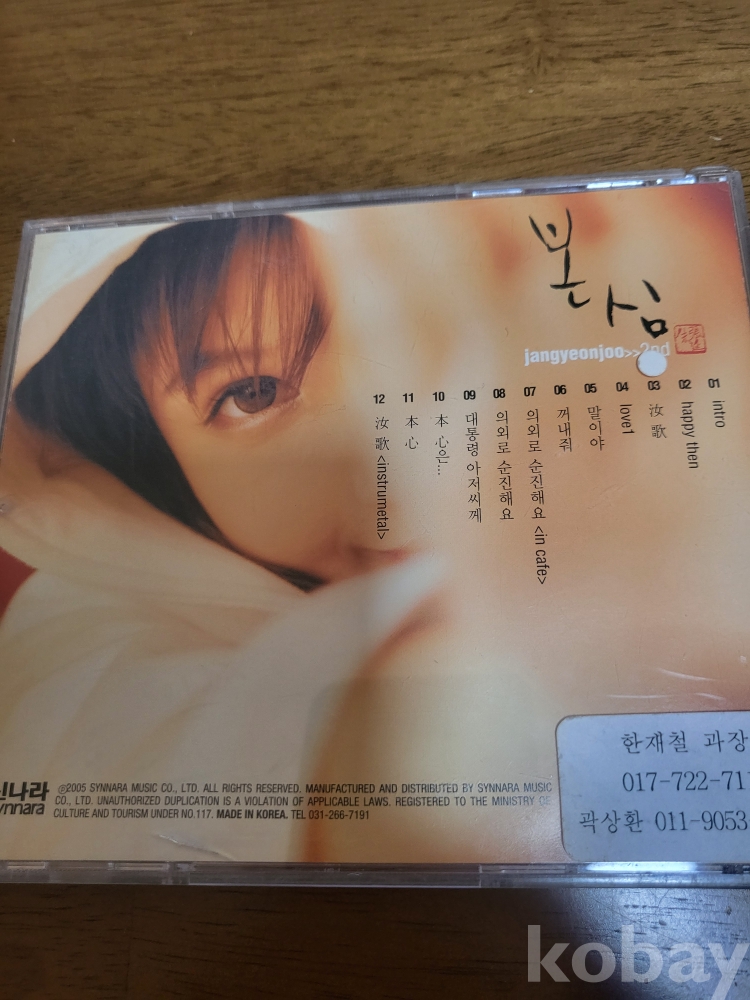 본심
jangyeonjoo>>2nd
01 intro
02 happy then
03 汝歌
04 love1
05 말이야
06 꺼내줘
07 의외로 순진해요 <in cafe>
08 의외로 순진해요
09 대통령 아저씨께
10 本心은...
11 本心
12 汝歌 <instrumetal>
신나라
synnara
℗2005 SYNNARA MUSIC CO., LTD. ALL RIGHTS RESERVED. MANUFACTURED AND DISTRIBUTED BY SYNNARA MUSIC
CO., LTD. UNAUTHORIZED DUPLICATION IS A VIOLATION OF APPLICABLE LAWS. REGISTERED TO THE MINISTRY OF
CULTURE AND TOURISM UNDER NO.117. MADE IN KOREA. TEL 031-266-7191
한재철 과장
017-722-71
곽상환 011-9053
kobay